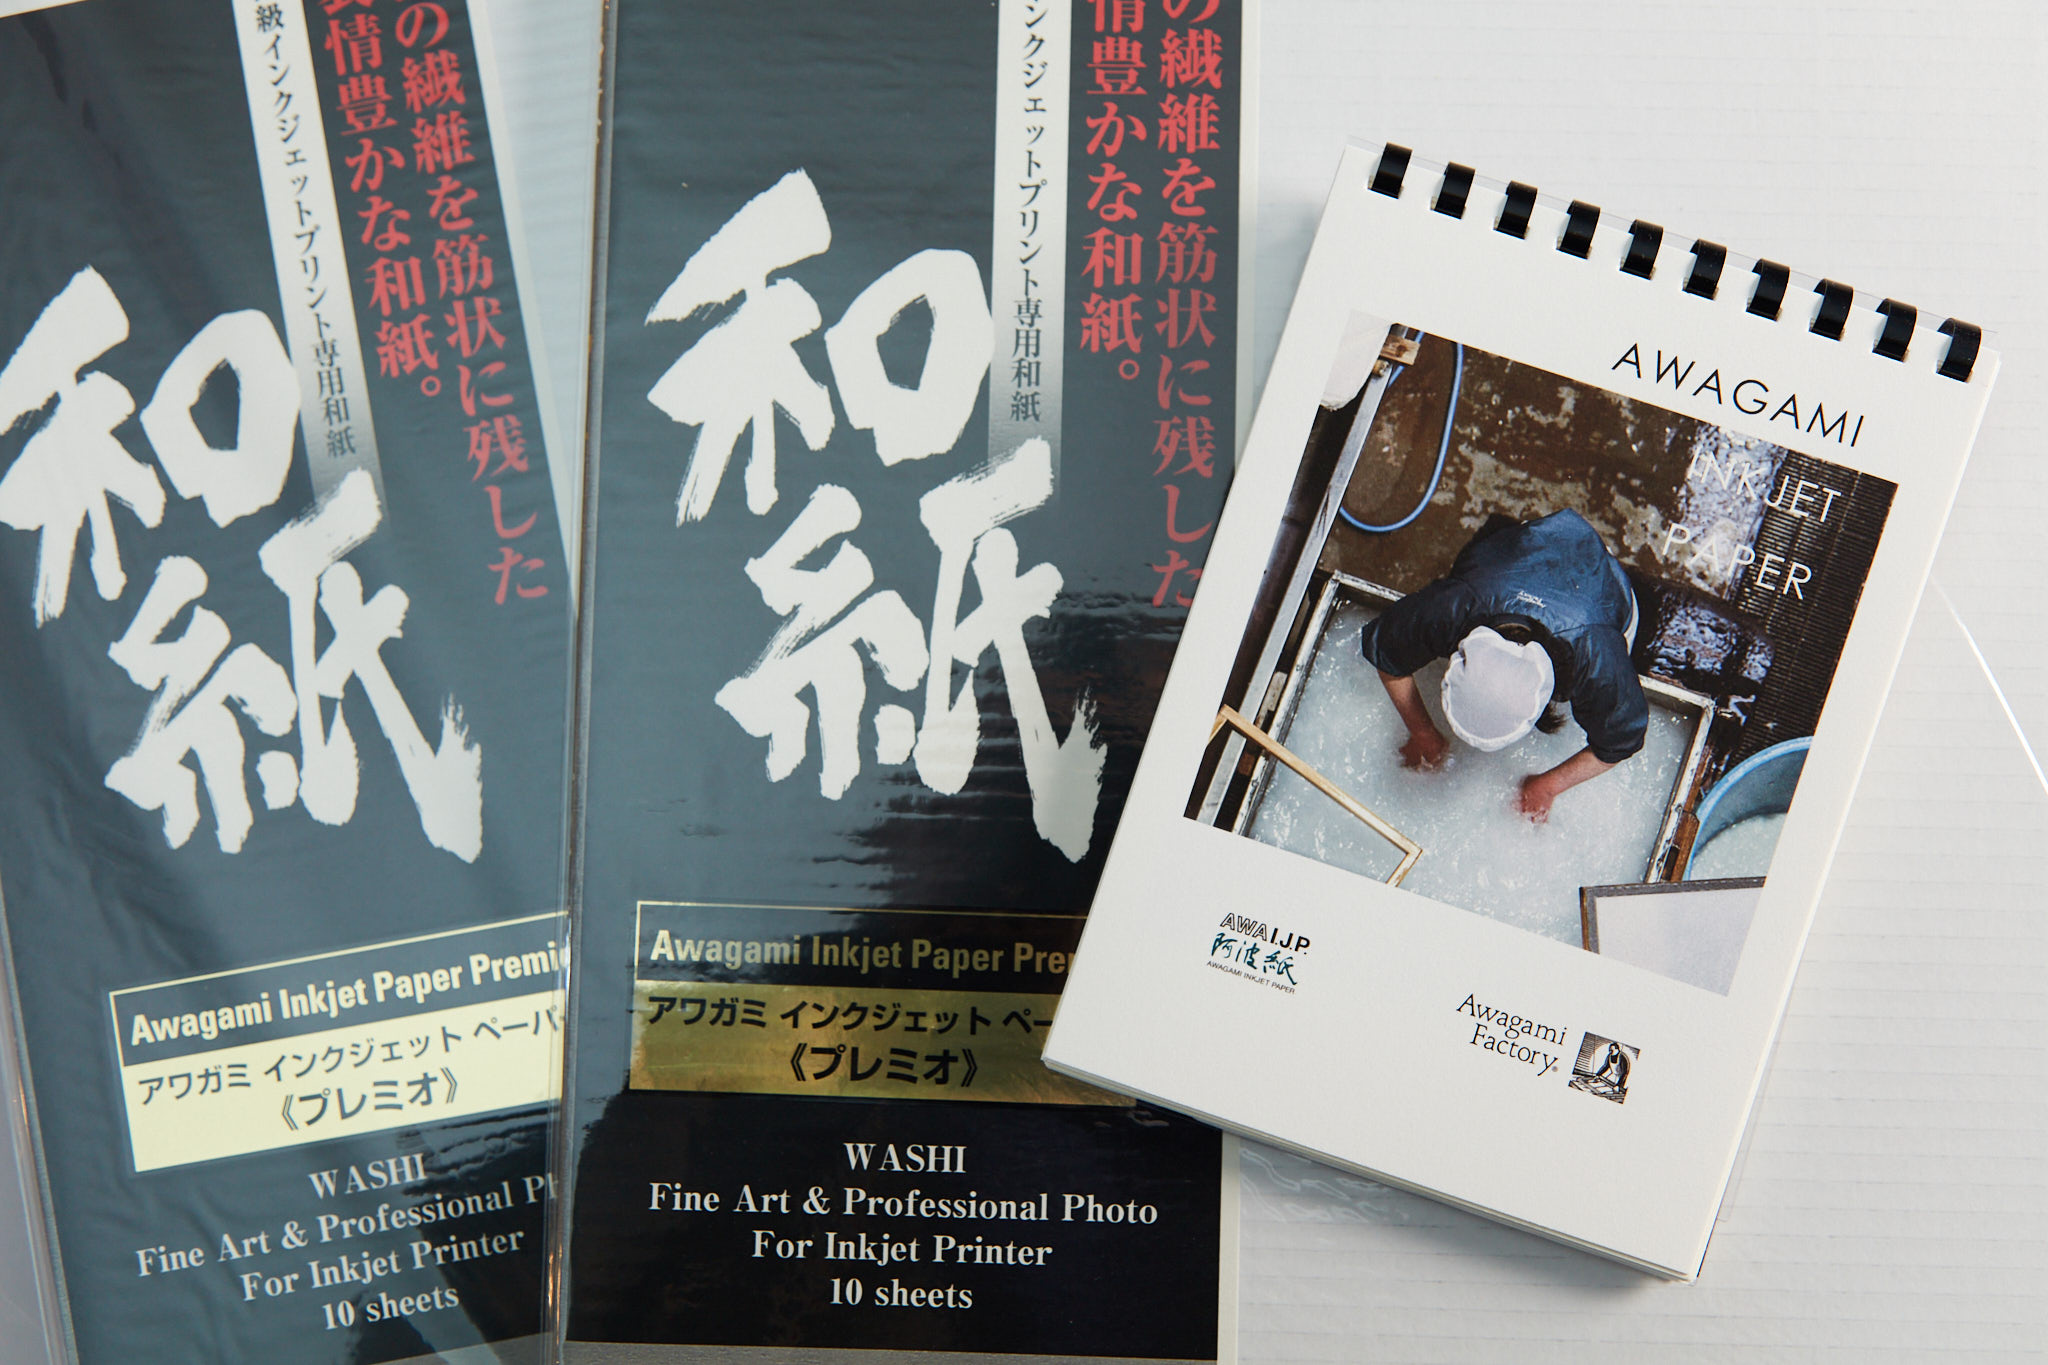 の繊維を筋状に残した
表情豊かな和紙。
級インクジェットプリント専用和紙
和紙
Awagami Inkjet Paper Premi
アワガミ インクジェット ペーパー
《プレミオ》
WASHI
Fine Art & Professional Ph
For Inkjet Printer
10 sheets
の繊維を筋状に残した
情豊かな和紙。
ンクジェットプリント専用和紙
和紙
Awagami Inkjet Paper Pre
アワガミ インクジェット ペー
《プレミオ》
WASHI
Fine Art & Professional Photo
For Inkjet Printer
10 sheets
AWAGAMI
INKJET
PAPER
AWA I.J.P.
阿波紙
AWAGAMI INKJET PAPER
Awagami
Factory®